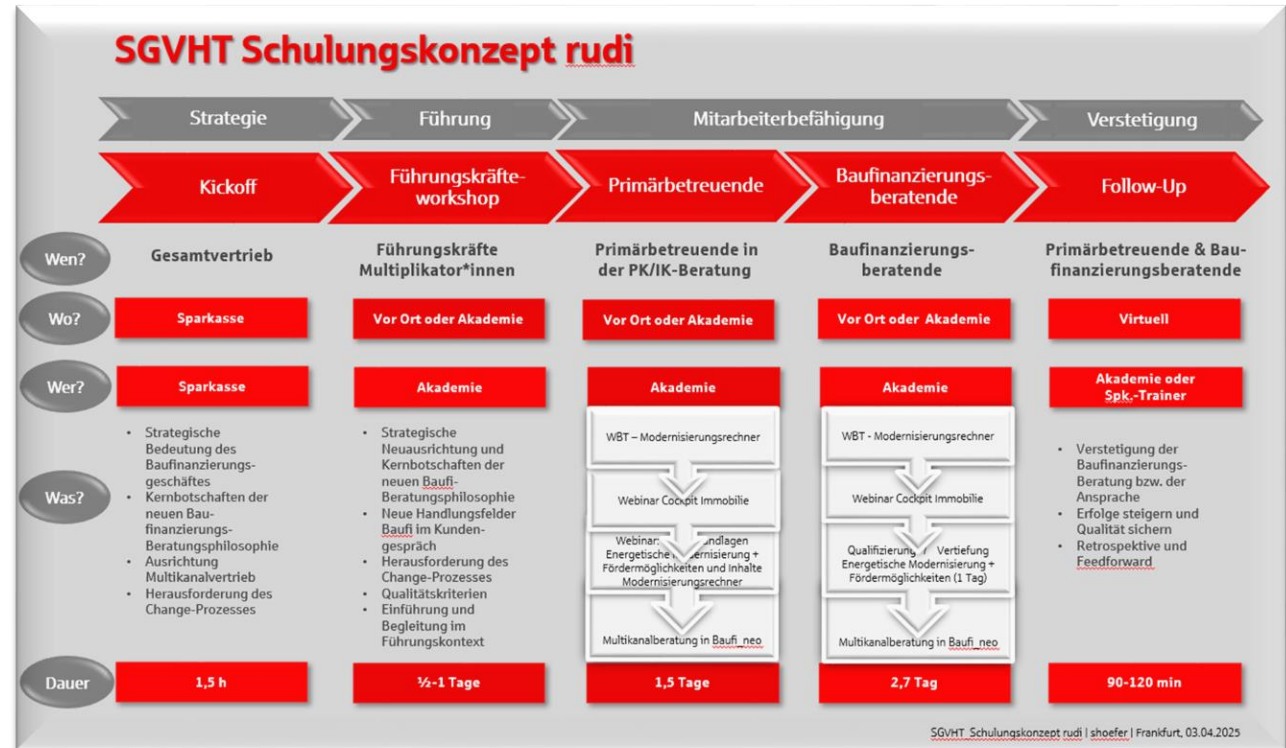 SGVHT Schulungskonzept rudi
Strategie
Führung
Mitarbeiterbefähigung
Verstetigung
Kickoff
Führungskräfte-
workshop
Primärbetreuende
Baufinanzierungs-
beratende
Follow-Up
Wen?
Gesamtvertrieb
Führungskräfte
Multiplikator*innen
Primärbetreuende in
der PK/IK-Beratung
Baufinanzierungs-
beratende
Primärbetreuende & Bau-
finanzierungsberatende
Wo?
Sparkasse
Vor Ort oder Akademie
Vor Ort oder Akademie
Vor Ort oder Akademie
Virtuell
Wer?
Sparkasse
Akademie
Akademie
Akademie
Akademie oder
Spk.-Trainer
Was?
• Strategische
Bedeutung des
Baufinanzierungs-
geschäftes
• Kernbotschaften der
neuen Bau-
finanzierungs-
Beratungsphilosophie
• Ausrichtung
Multikanalvertrieb
• Herausforderung des
Change-Prozesses
• Strategische
Neuausrichtung und
Kernbotschaften der
neuen Baufi-
Beratungsphilosophie
• Neue Handlungsfelder
Baufi im Kunden-
gespräch
• Herausforderung des
Change-Prozesses
• Qualitätskriterien
• Einführung und
Begleitung im
Führungskontext
WBT – Modernisierungsrechner
Webinar Cockpit Immobilie
Webinar: ndlagen
Energetische Modernisierung +
Fördermöglichkeiten und Inhalte
Modernisierungsrechner
Multikanalberatung in Baufi_neo
WBT - Modernisierungsrechner
Webinar Cockpit Immobilie
Qualifizierung Vertiefung
Energetische Modernisierung +
Fördermöglichkeiten (1 Tag)
Multikanalberatung in Baufi_neo
• Verstetigung der
Baufinanzierungs-
Beratung bzw. der
Ansprache
• Erfolge steigern und
Qualität sichern
• Retrospektive und
Feedforward
Dauer
1,5 h
½-1 Tage
1,5 Tage
2,7 Tag
90-120 min
SGVHT_Schulungskonzept rudi | shoefer | Frankfurt, 03.04.2025